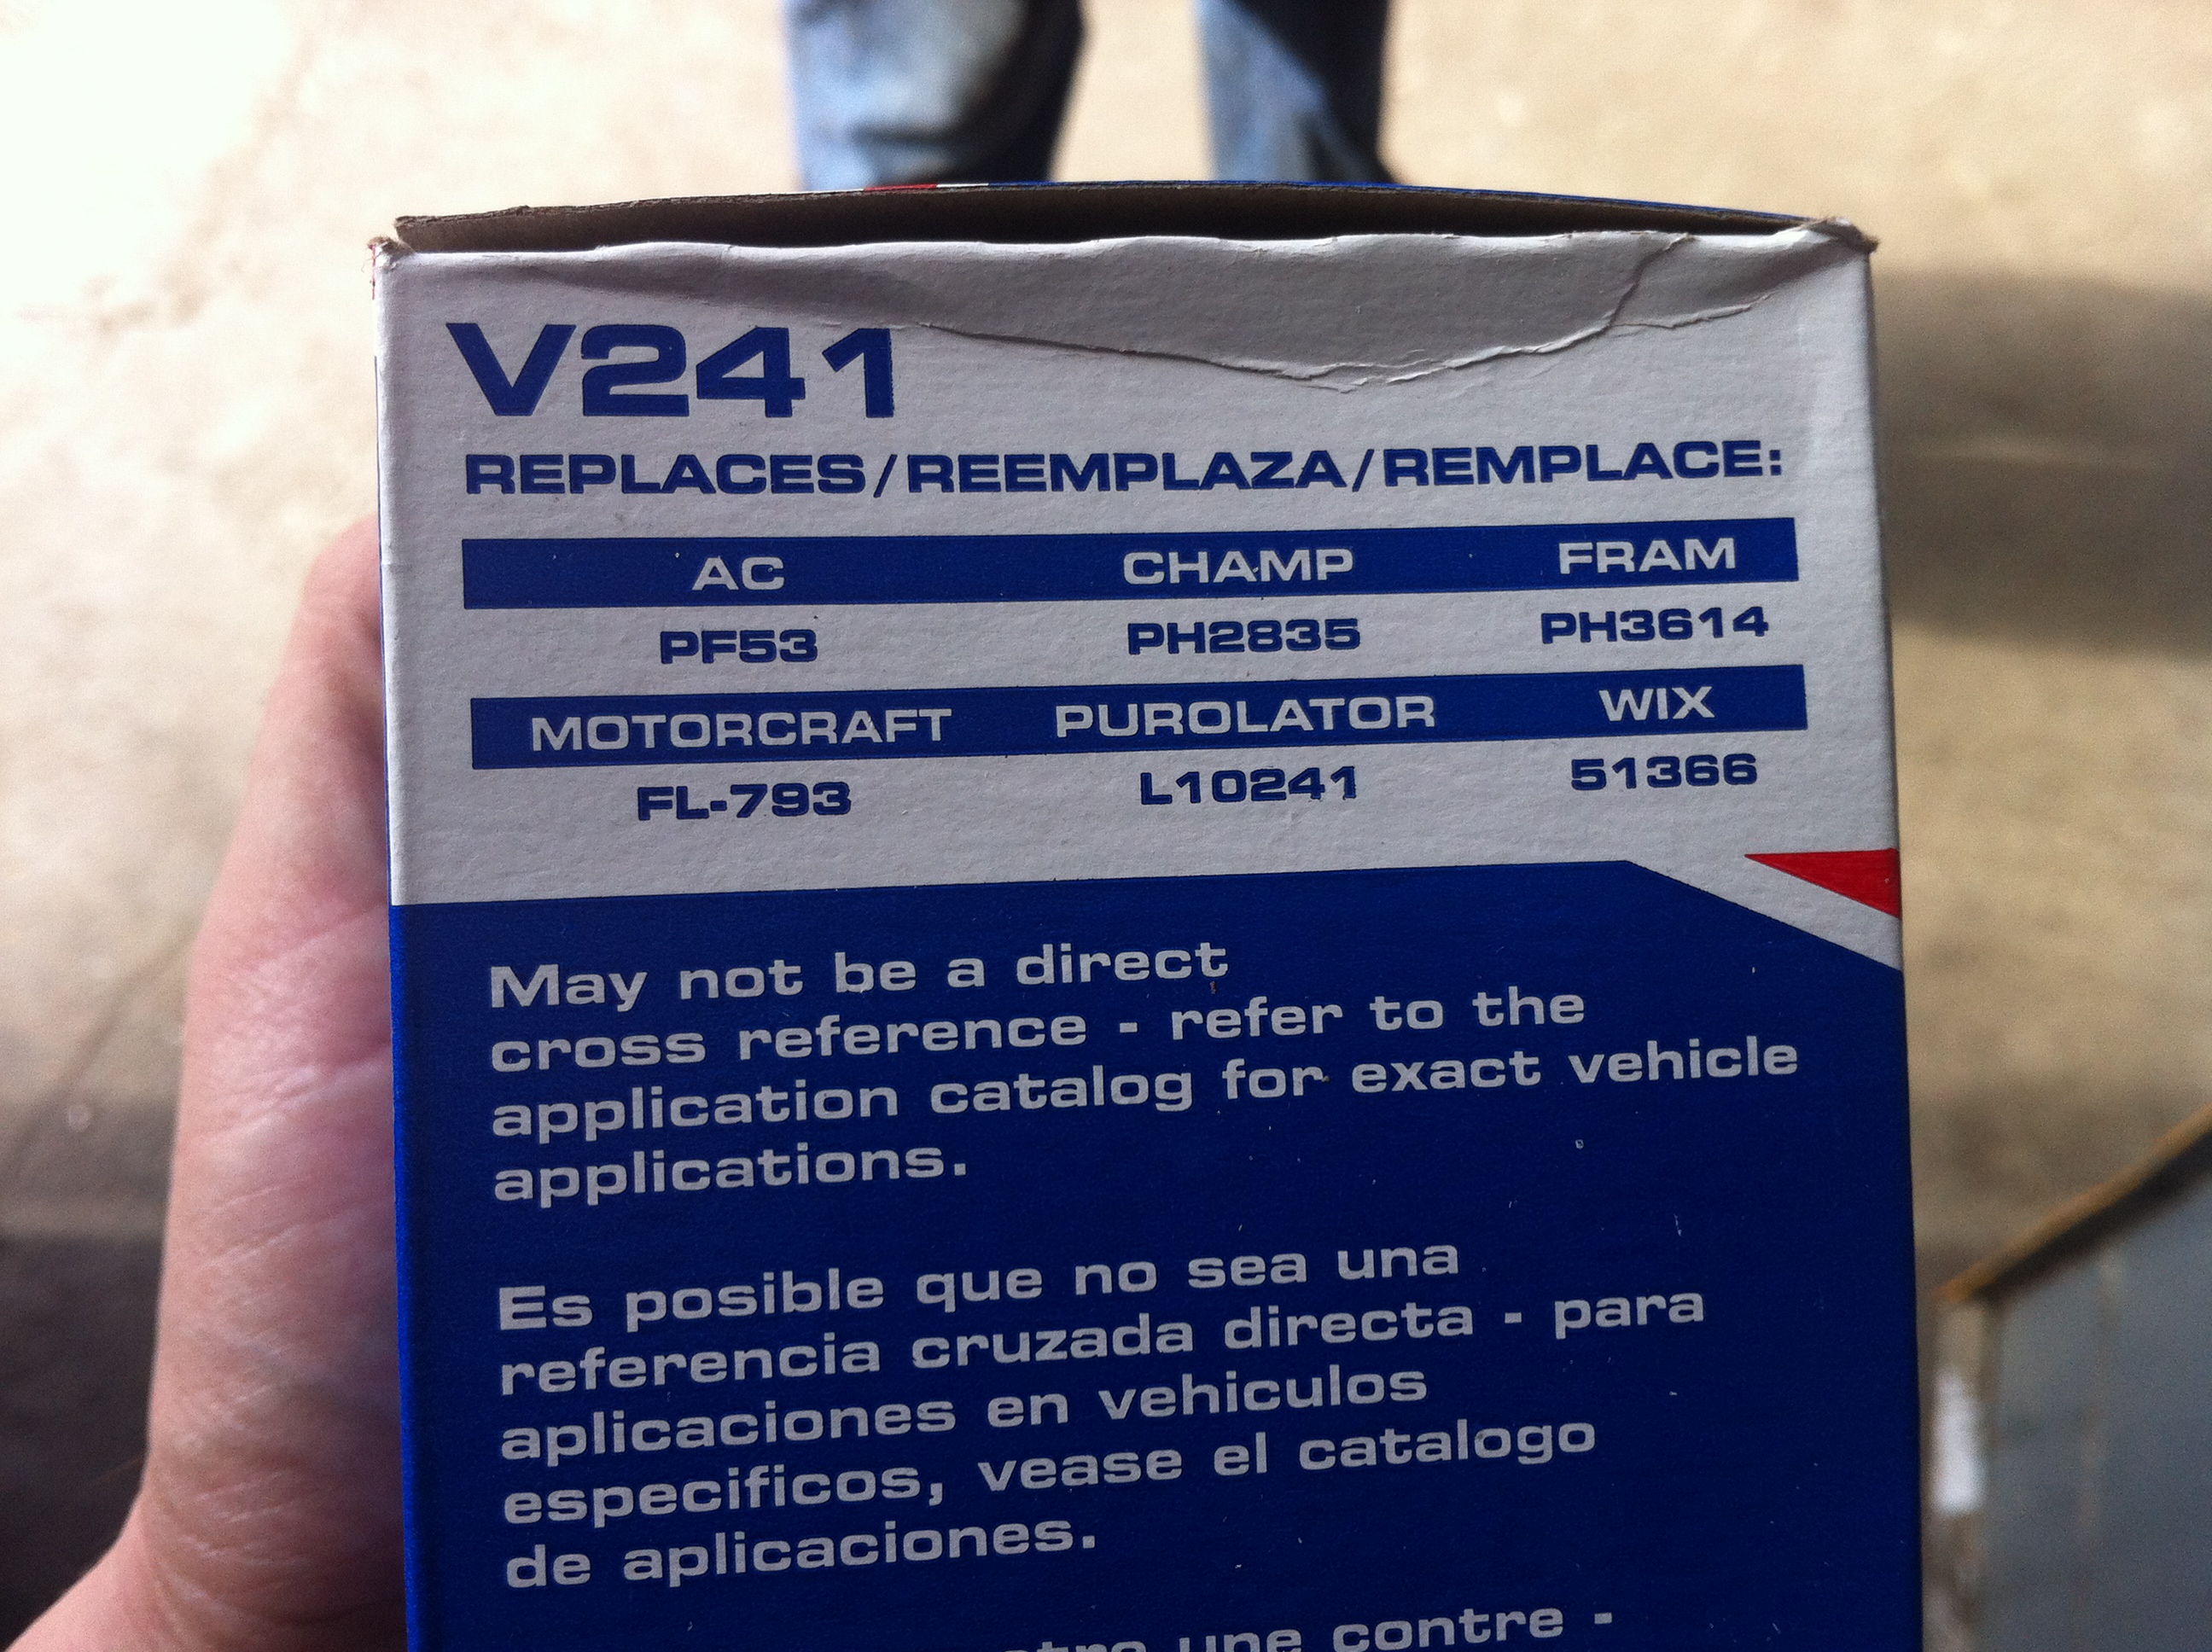 V241
REPLACES/REEMPLAZA/REMPLACE:
AC CHAMP FRAM
PF53 PH2835 PH3614
MOTORCRAFT PUROLATOR WIX
FL-793 L10241 51366
May not be a direct
cross reference - refer to the
application catalog for exact vehicle
applications.
Es posible que no sea una
referencia cruzada directa - para
aplicaciones en vehiculos
especificos, vease el catalogo
de aplicaciones.
une contre -